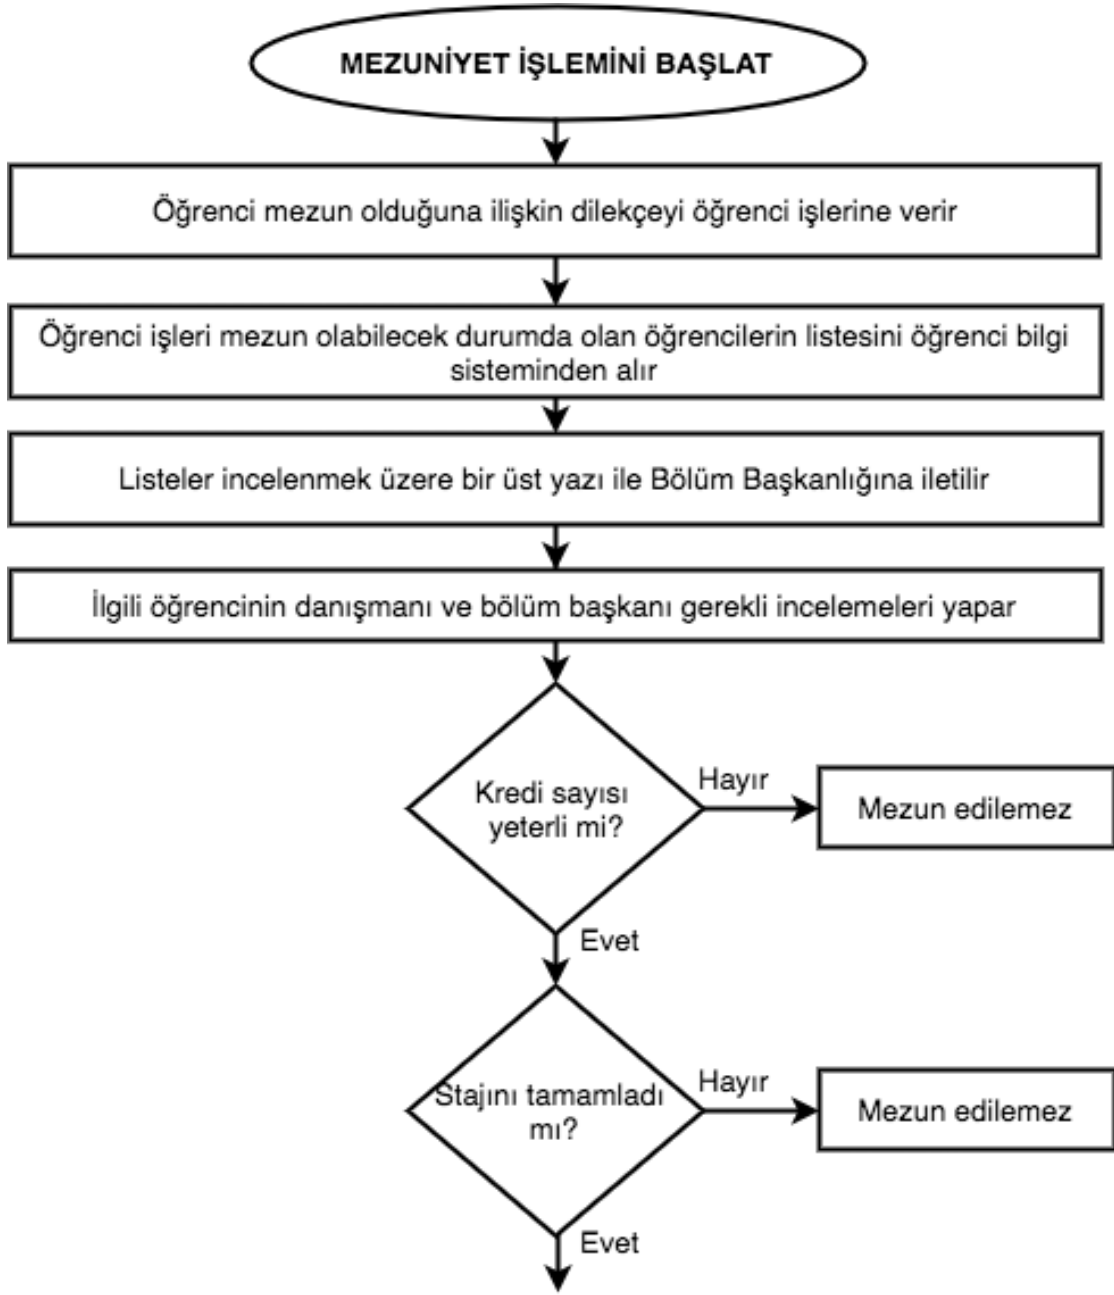 MEZUNİYET İŞLEMİNİ BAŞLAT
Öğrenci mezun olduğuna ilişkin dilekçeyi öğrenci işlerine verir
Öğrenci işleri mezun olabilecek durumda olan öğrencilerin listesini öğrenci bilgi
sisteminden alır
Listeler incelenmek üzere bir üst yazı ile Bölüm Başkanlığına iletilir
İlgili öğrencinin danışmanı ve bölüm başkanı gerekli incelemeleri yapar
Kredi sayısı
yeterli mi?
Hayır
Mezun edilemez
Evet
Stajını tamamladı
mı?
Hayır
Mezun edilemez
Evet